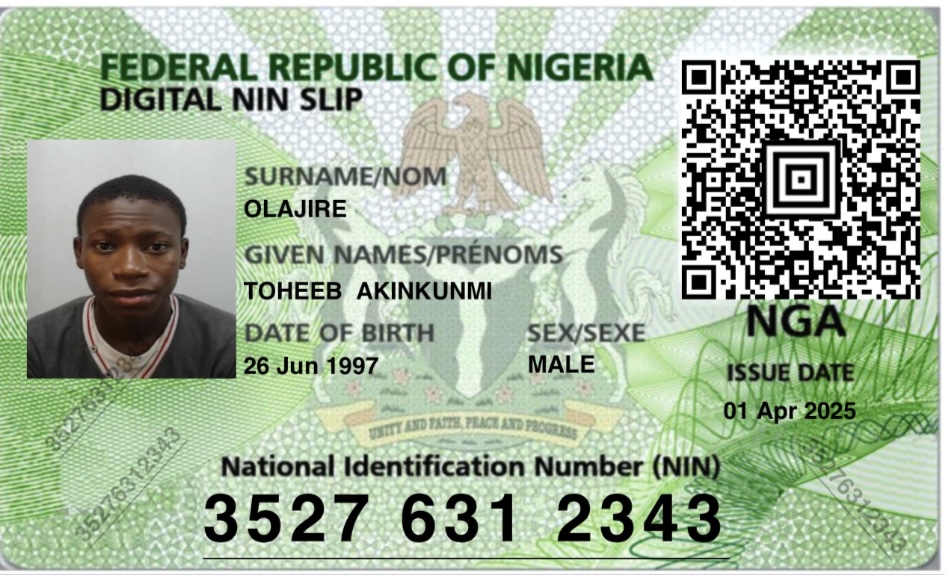 FEDERAL REPUBLIC OF NIGERIA
DIGITAL NIN SLIP
SURNAME/NOM
OLAJIRE
GIVEN NAMES/PRÉNOMS
TOHEEB AKINKUNMI
DATE OF BIRTH
26 Jun 1997
SEX/SEXE
MALE
NGA
ISSUE DATE
01 Apr 2025
UNITY AND FAITH, PEACE AND PROGRESS
National Identification Number (NIN)
3527 631 2343
35276312343
35276312343
35276312343